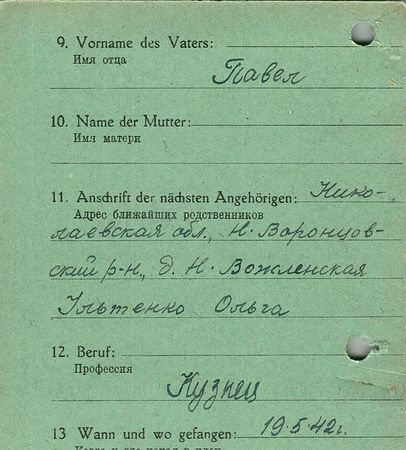 9. Vorname des Vaters:
Имя отца
Павел
10. Name der Mutter:
Имя матери
11. Anschrift der nächsten Angehörigen: Нико-
Адрес ближайших родственников
лаевская обл., Н. Воронцов-
ский р-н., д. Н. Вожленская
Ильтенко Ольга
12. Beruf:
Профессия
Кузнец
13 Wann und wo gefangen: 19.5.42г.